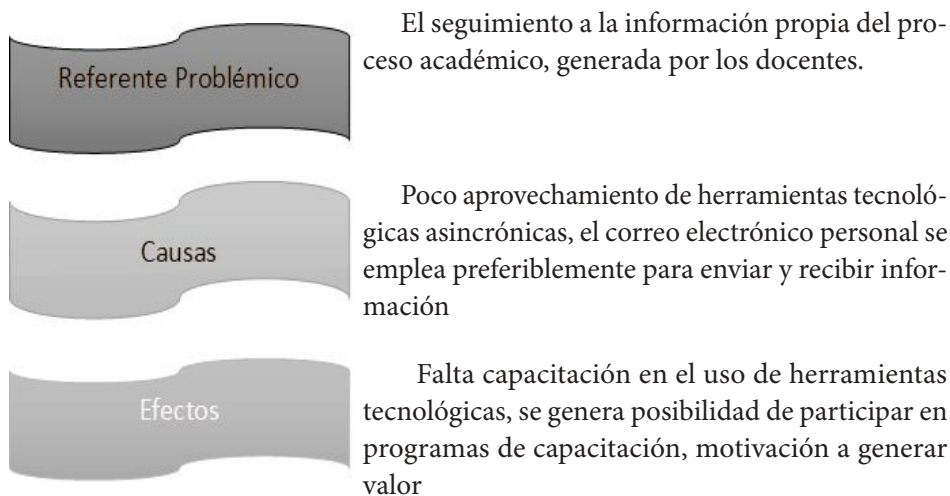 El seguimiento a la información propia del pro-
Referente Problémico
ceso académico, generada por los docentes.
Poco aprovechamiento de herramientas tecnoló-
gicas asincrónicas, el correo electrónico personal se
Causas
emplea preferiblemente para enviar y recibir infor-
mación
Falta capacitación en el uso de herramientas
Efectos
tecnológicas, se genera posibilidad de participar en
programas de capacitación, motivación a generar
valor